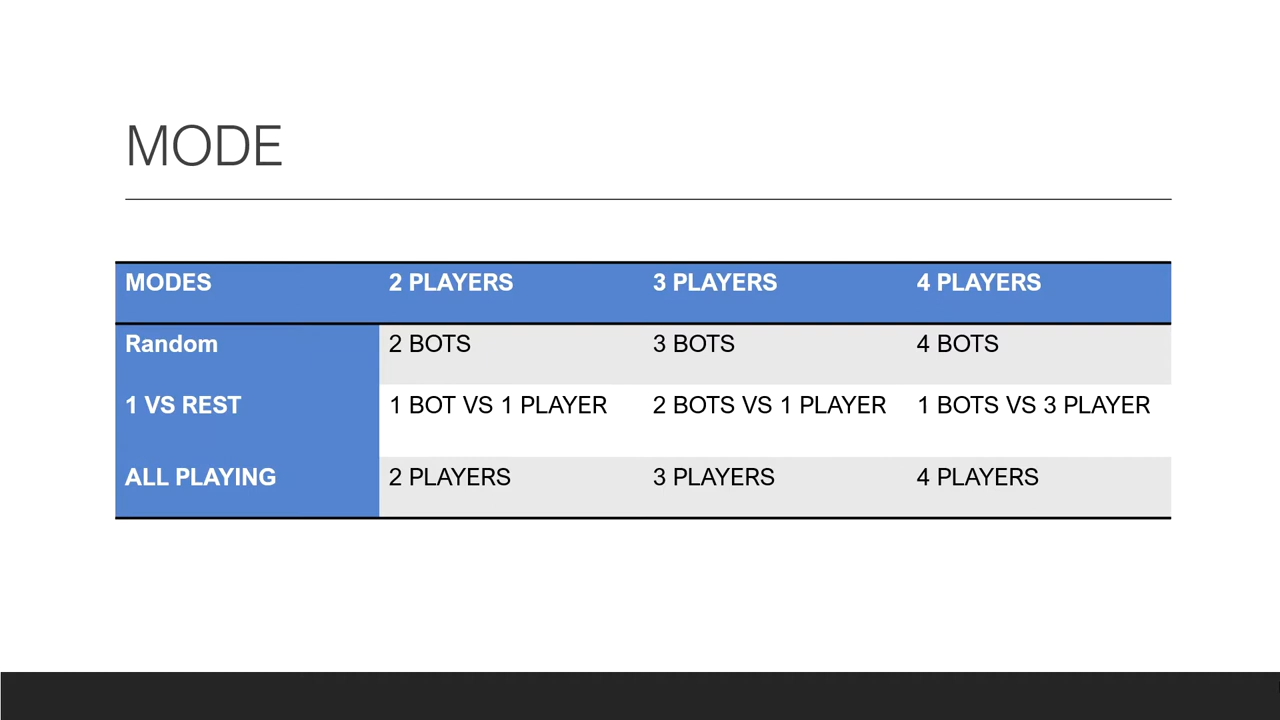 MODE
MODES 2 PLAYERS 3 PLAYERS 4 PLAYERS
Random 2 BOTS 3 BOTS 4 BOTS
1 VS REST 1 BOT VS 1 PLAYER 2 BOTS VS 1 PLAYER 1 BOTS VS 3 PLAYER
ALL PLAYING 2 PLAYERS 3 PLAYERS 4 PLAYERS